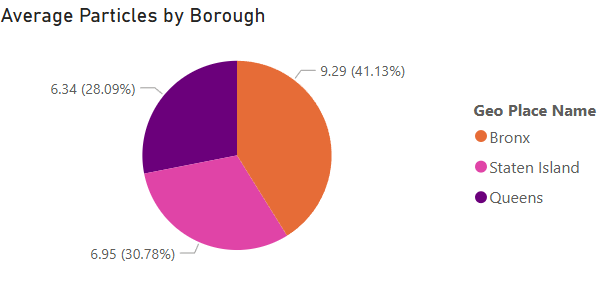 Average Particles by Borough
9.29 (41.13%)
6.34 (28.09%)
6.95 (30.78%)
Geo Place Name
Bronx
Staten Island
Queens